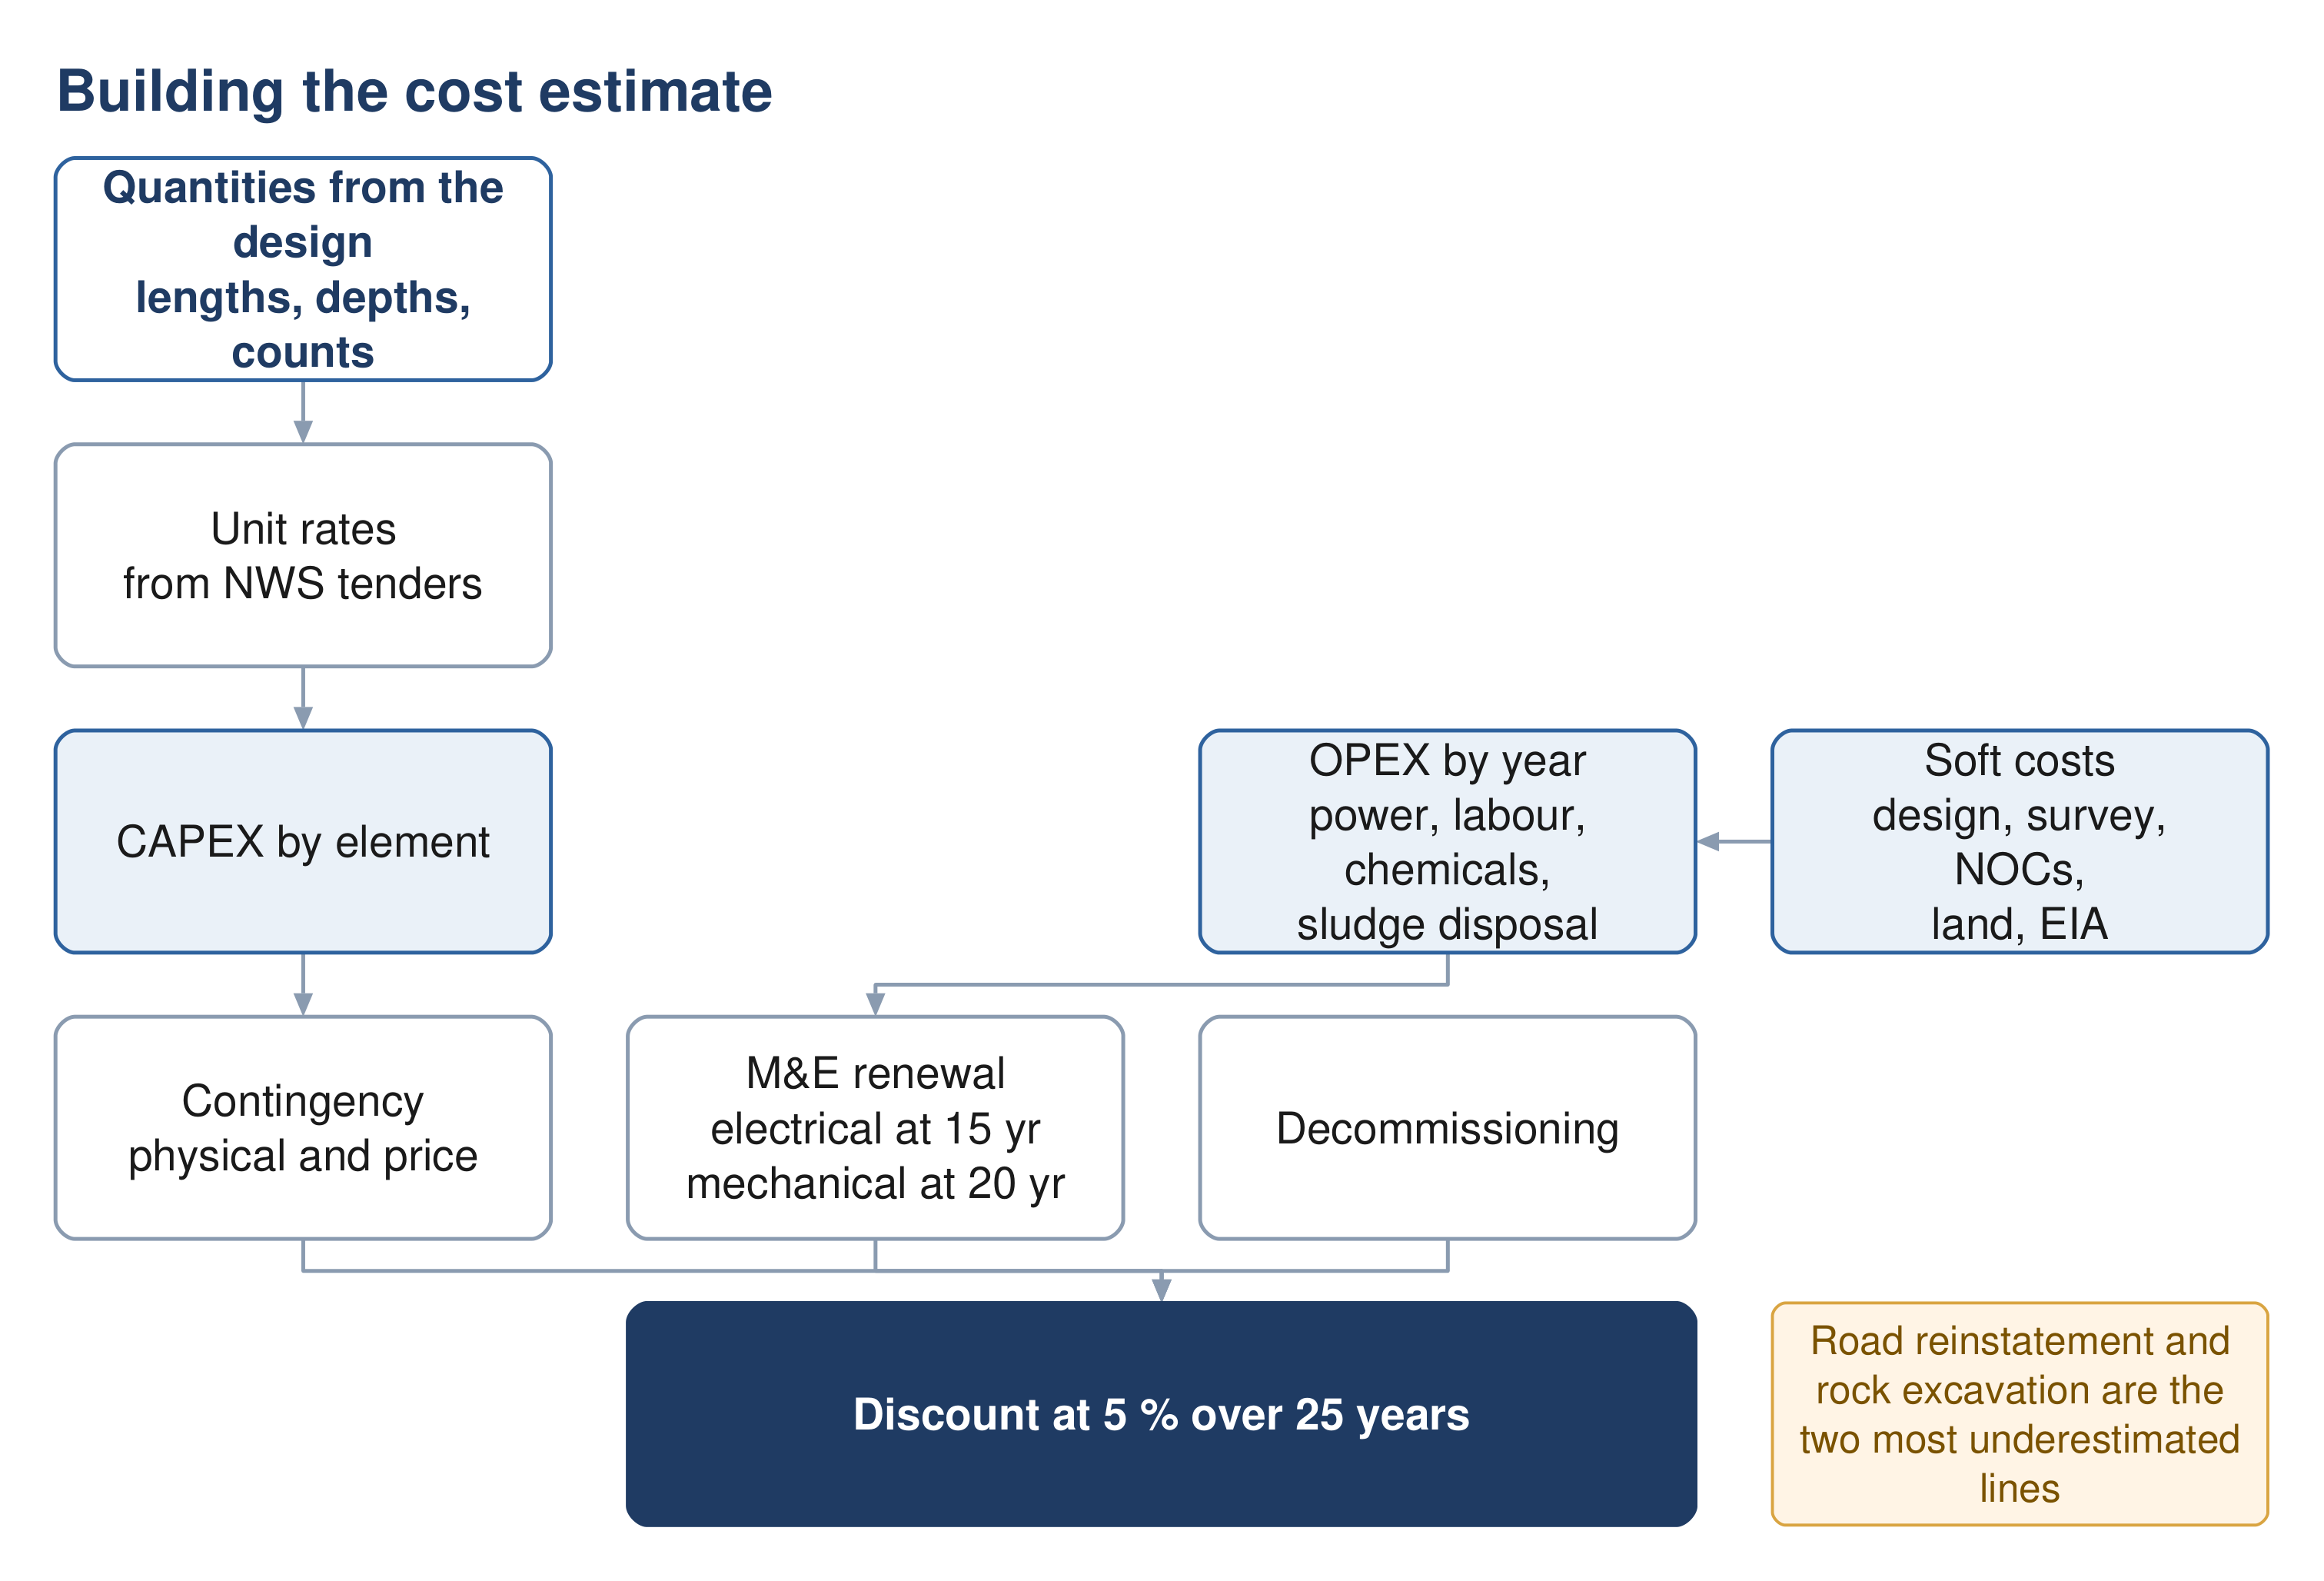 Building the cost estimate
Quantities from the
design
lengths, depths,
counts
Unit rates
from NWS tenders
CAPEX by element
OPEX by year
power, labour,
chemicals,
sludge disposal
Soft costs
design, survey,
NOCs,
land, EIA
Contingency
physical and price
M&E renewal
electrical at 15 yr
mechanical at 20 yr
Decommissioning
Discount at 5 % over 25 years
Road reinstatement and
rock excavation are the
two most underestimated
lines